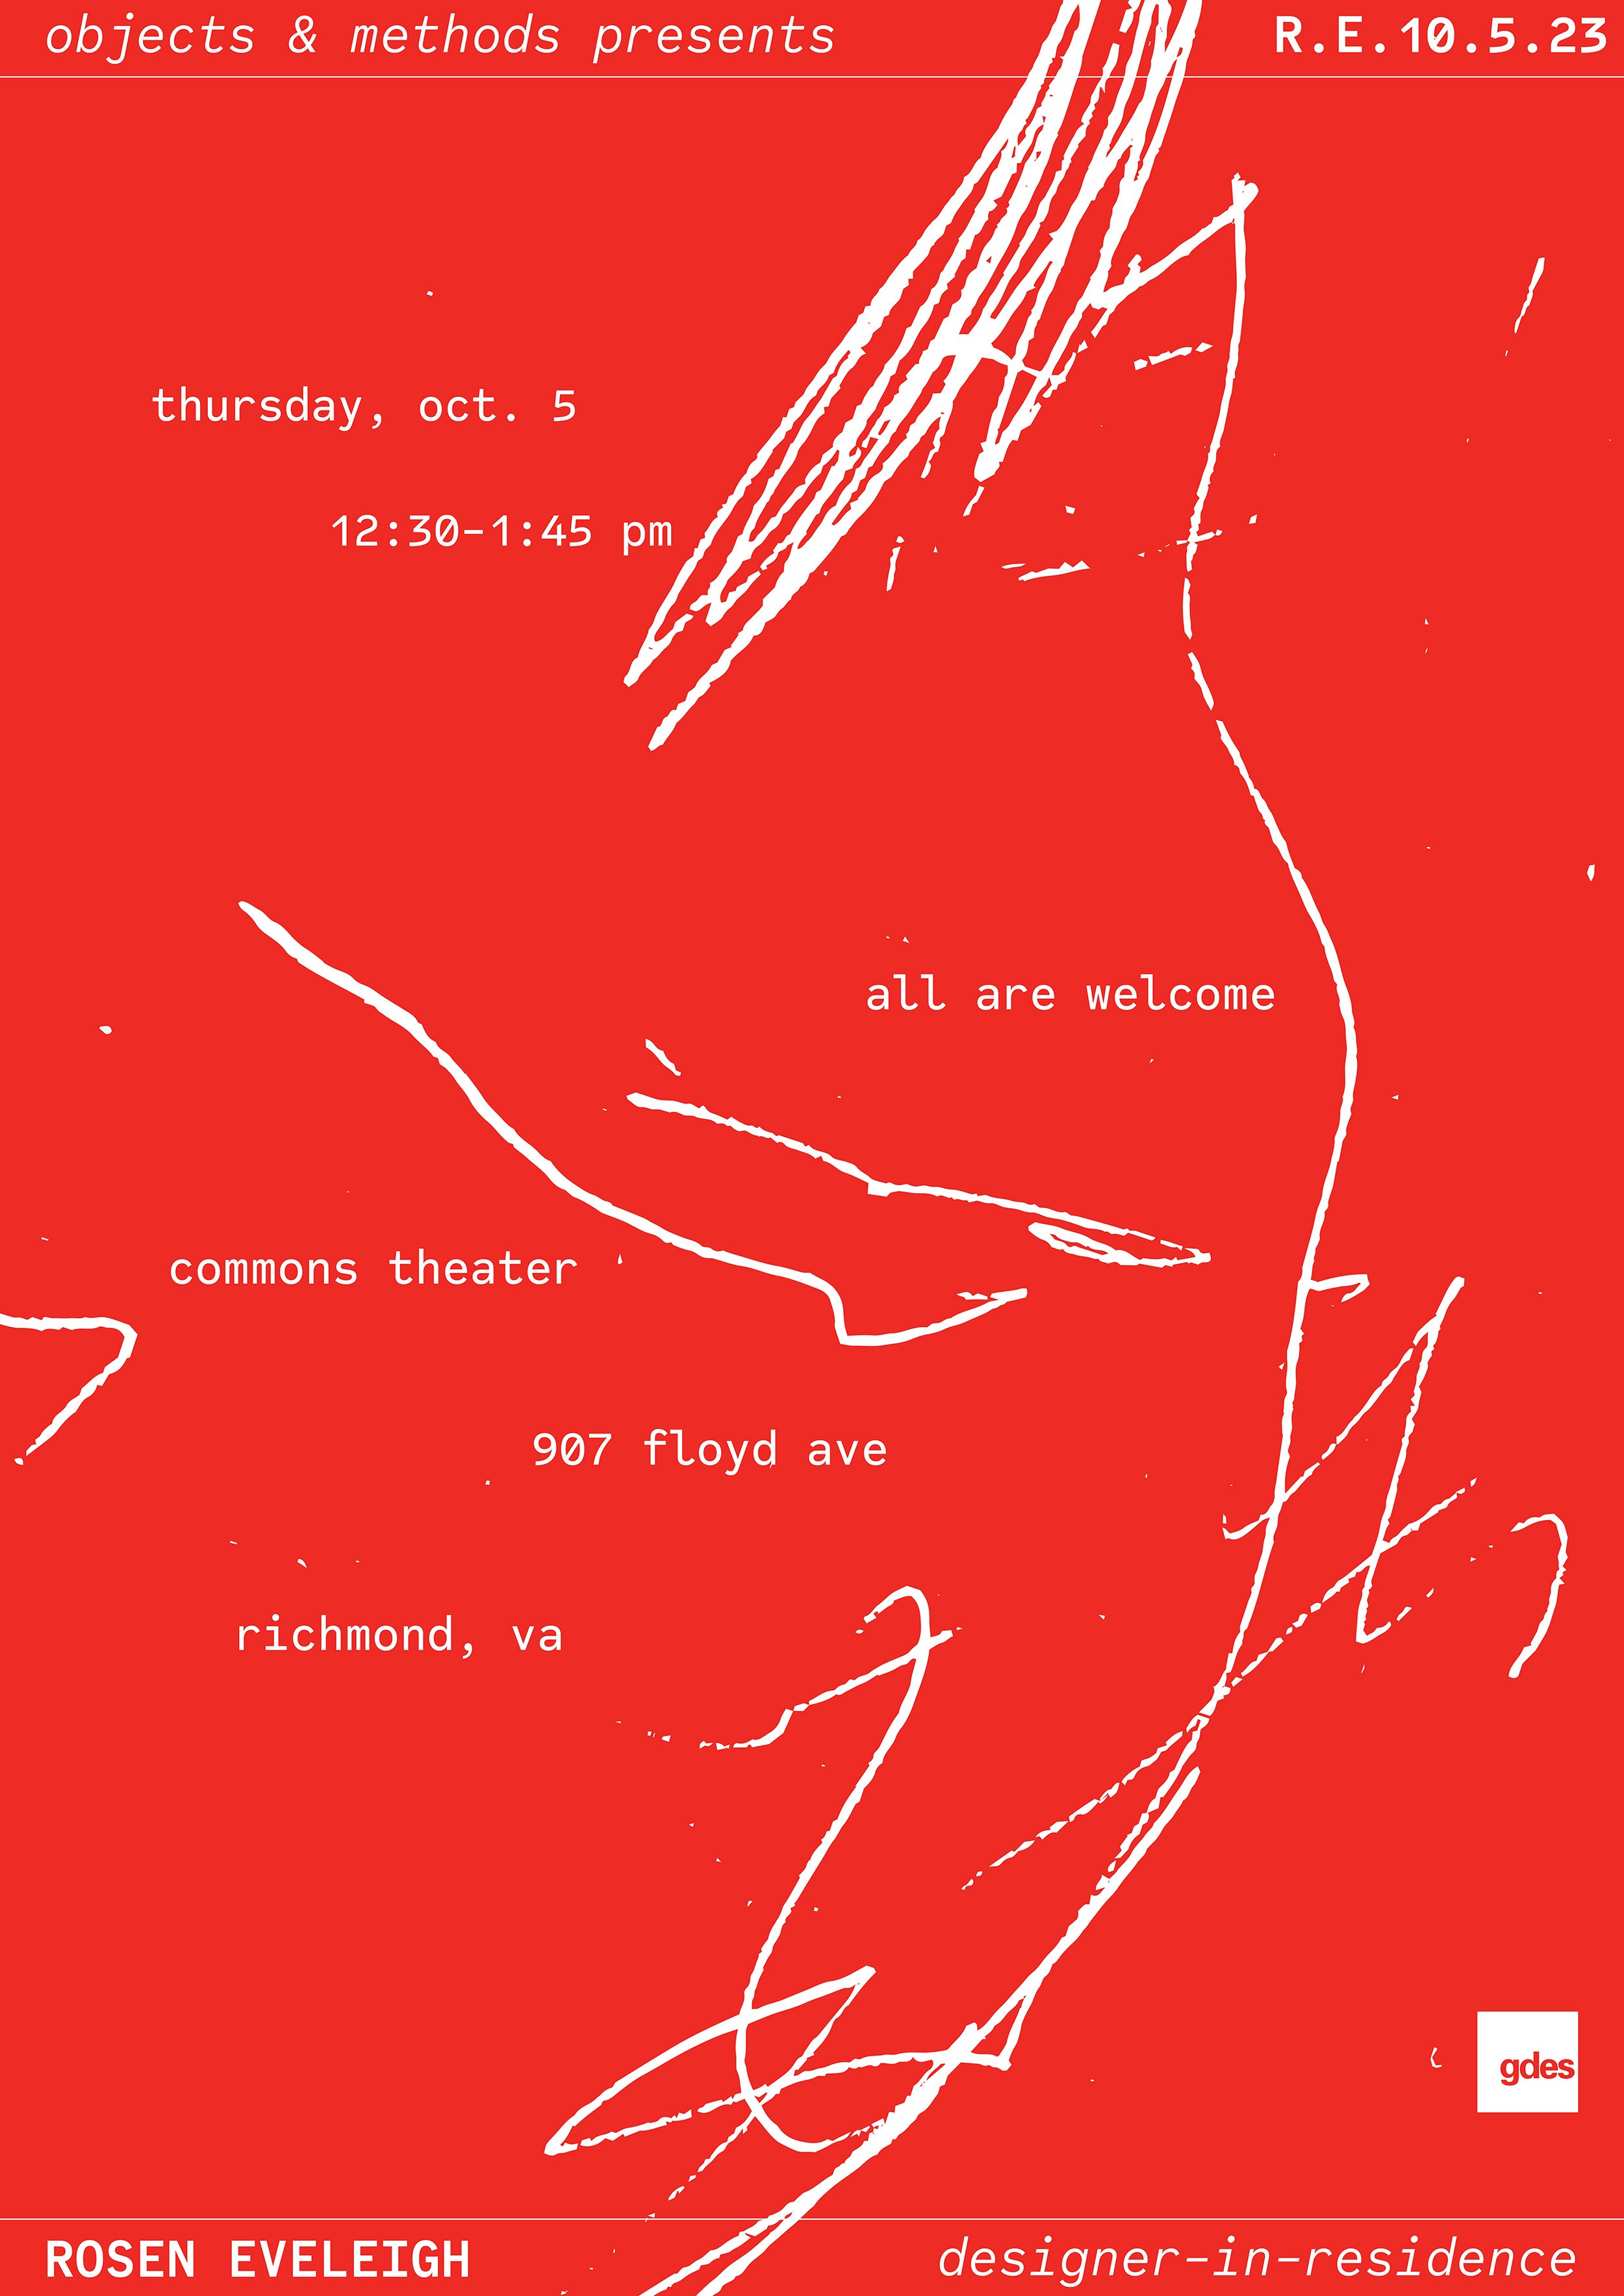 objects & methods presents
R.E.10.5.23
thursday, oct. 5
12:30-1:45 pm
all are welcome
commons theater
907 floyd ave
richmond, va
gdes
ROSEN EVELEIGH
designer-in-residence